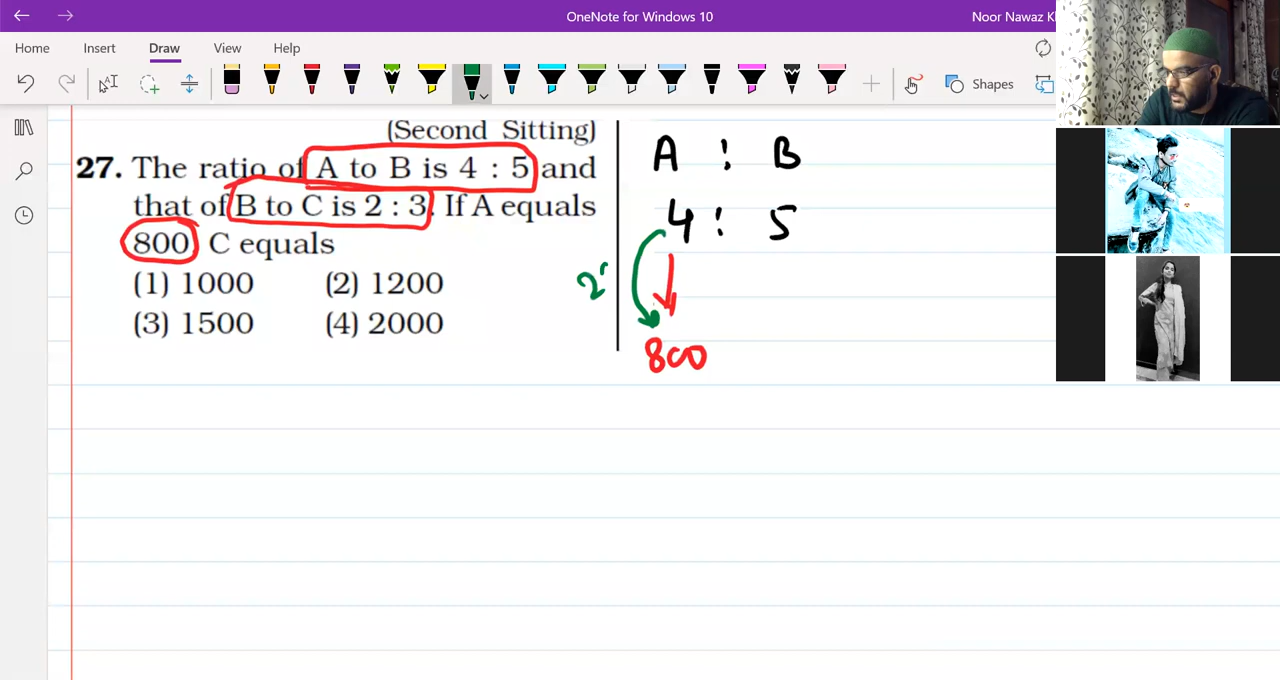 OneNote for Windows 10
Noor Nawaz Kh
Home Insert Draw View Help
Shapes
(Second Sitting)
27. The ratio of A to B is 4 : 5 and
that of B to C is 2 : 3. If A equals
800 C equals
(1) 1000 (2) 1200
(3) 1500 (4) 2000
A : B
4 : 5
2
800